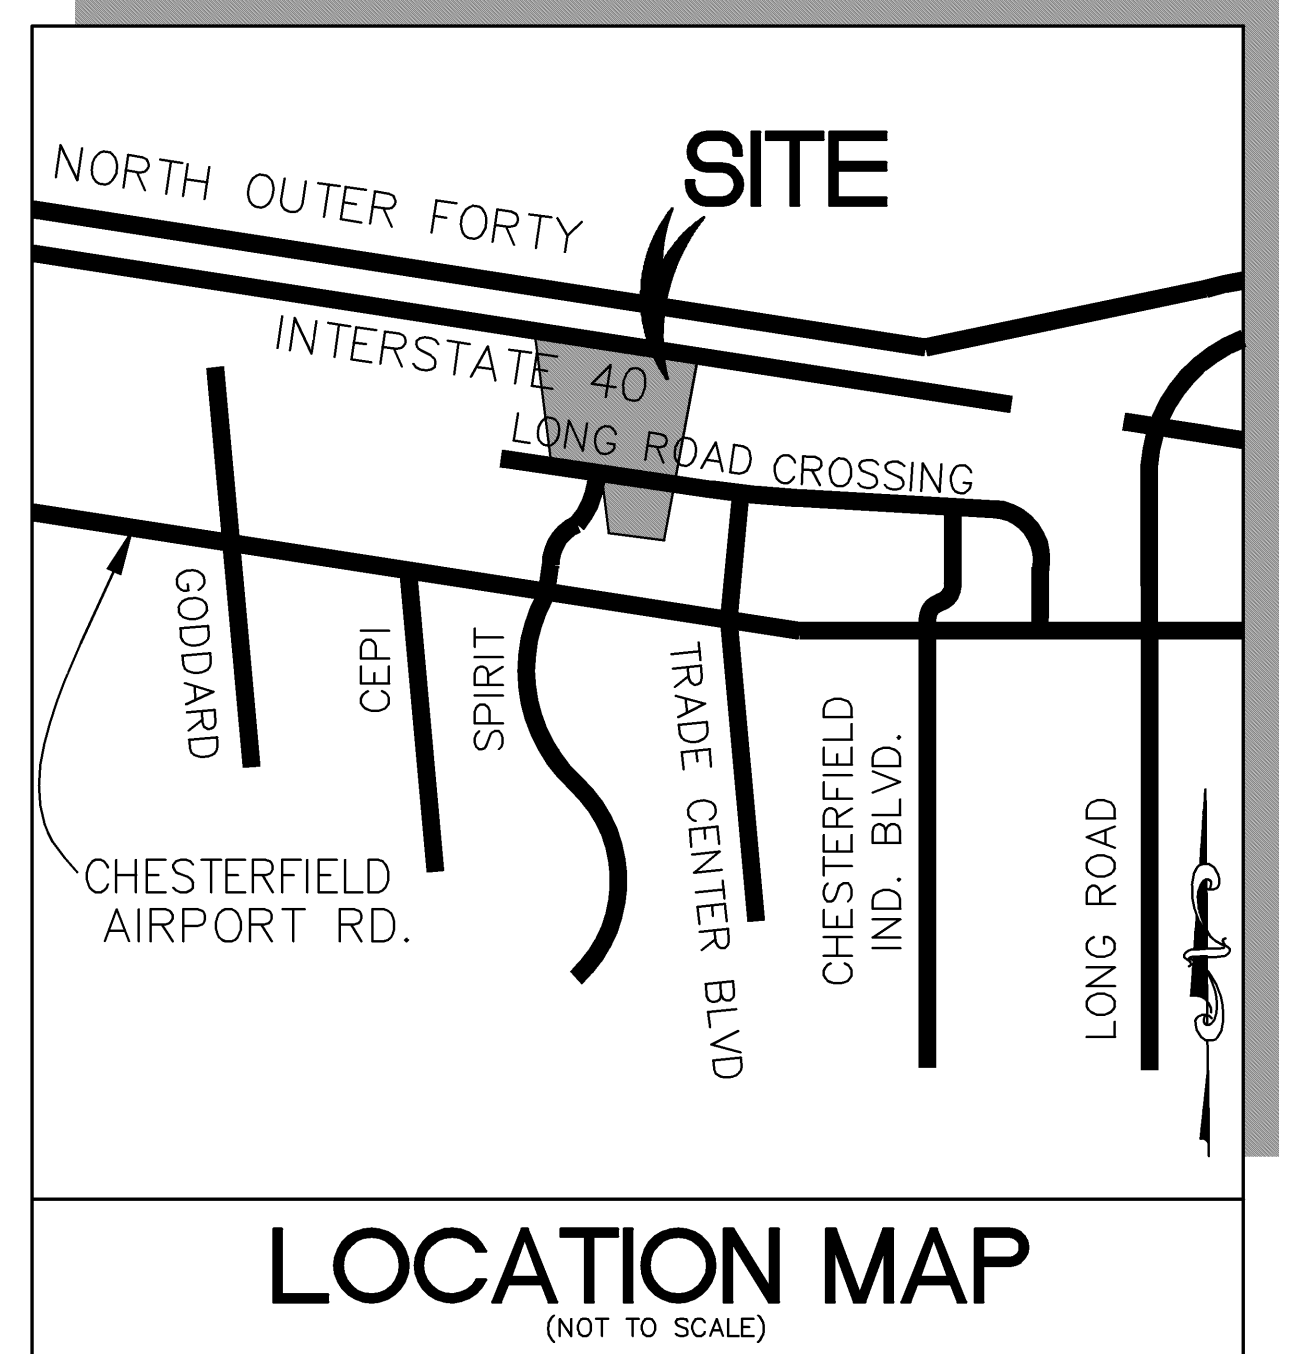 SITE
NORTH OUTER FORTY
INTERSTATE 40
LONG ROAD CROSSING
GODDARD
CEPI
SPIRIT
TRADE CENTER BLVD
CHESTERFIELD
IND. BLVD.
LONG ROAD
CHESTERFIELD
AIRPORT RD.
LOCATION MAP
(NOT TO SCALE)